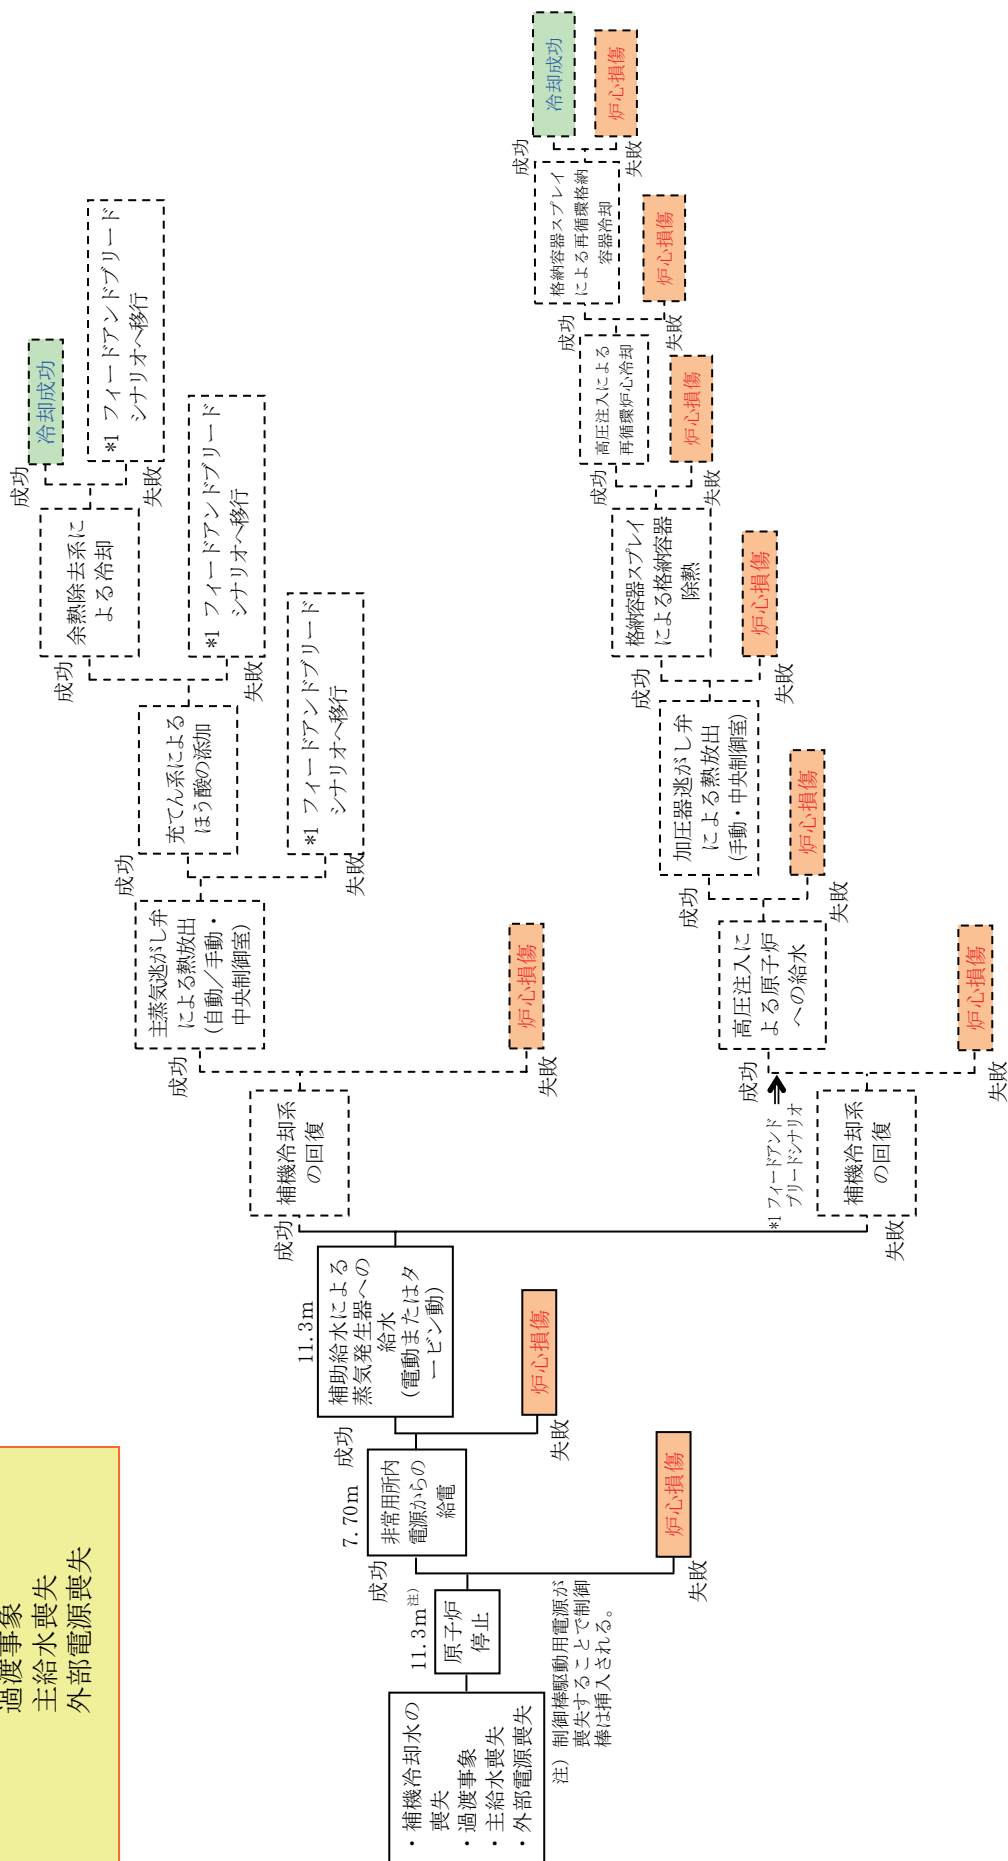 過渡事象
主給水喪失
外部電源喪失
・補機冷却水の
喪失
・過渡事象
・主給水喪失
・外部電源喪失
11.3m注)
原子炉
停止
注) 制御棒駆動用電源が
喪失することで制御
棒は挿入される。
成功
失敗
炉心損傷
7.70m
非常用所内
電源からの
給電
成功
失敗
炉心損傷
11.3m
補助給水による
蒸気発生器への
給水
(電動またはタ
ービン動)
成功
失敗
補機冷却系
の回復
成功
失敗
炉心損傷
主蒸気逃がし弁
による熱放出
(自動/手動・
中央制御室)
成功
失敗
*1 フィードアンドブリード
シナリオへ移行
充てん系による
ほう酸の添加
成功
失敗
*1 フィードアンドブリード
シナリオへ移行
余熱除去系に
よる冷却
成功
失敗
冷却成功
*1 フィードアンドブリード
シナリオへ移行
補機冷却系
の回復
*1 フィードアンド
ブリードシナリオ
成功
失敗
炉心損傷
高圧注入に
よる原子炉
への給水
成功
失敗
炉心損傷
加圧器逃がし弁
による熱放出
(手動・中央制御室)
成功
失敗
炉心損傷
格納容器スプレイ
による格納容器
除熱
成功
失敗
炉心損傷
高圧注入による
再循環炉心冷却
成功
失敗
炉心損傷
格納容器スプレイ
による再循環格納
容器冷却
成功
失敗
冷却成功
炉心損傷